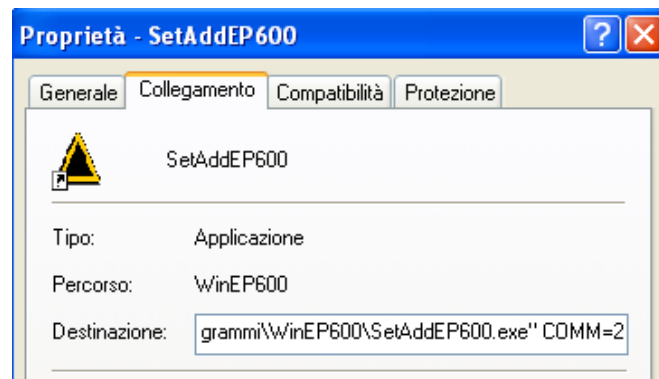 Proprietà - SetAddEP600
Generale Collegamento Compatibilità Protezione
SetAddEP600
Tipo: Applicazione
Percorso: WinEP600
Destinazione: grammi\WinEP600\SetAddEP600.exe" COMM=2